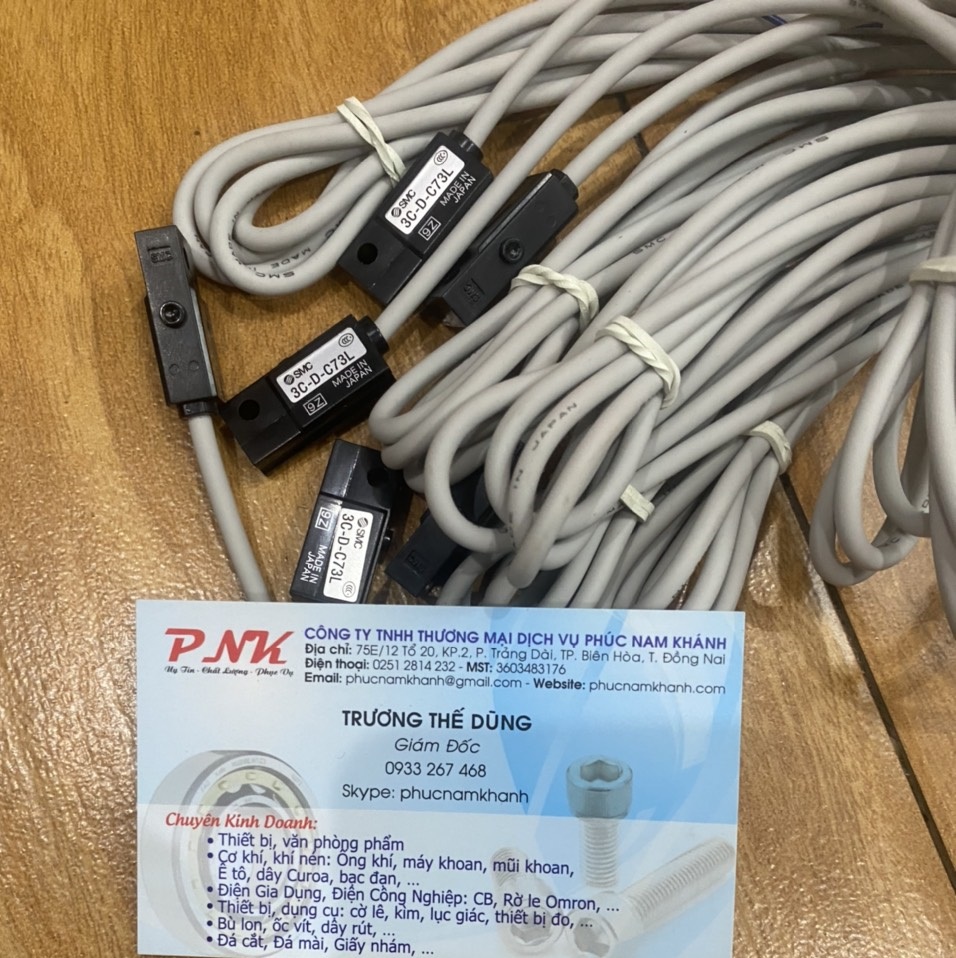 SMC
3C-D-C73L
9Z
MADE IN
JAPAN
SMC
3C-D-C73L
9Z
MADE IN
JAPAN
SMC
3C-D-C73L
9Z
MADE IN
JAPAN
IN JAPAN
SMC
PNK
Uy Tín - Chất Lượng - Phục Vụ
CÔNG TY TNHH THƯƠNG MẠI DỊCH VỤ PHÚC NAM KHÁNH
Địa chỉ: 75E/12 Tổ 20, KP.2, P. Trảng Dài, TP. Biên Hòa, T. Đồng Nai
Điện thoại: 0251 2814 232 - MST: 3603483176
Email: phucnamkhanh@gmail.com - Website: phucnamkhanh.com
TRƯƠNG THẾ DŨNG
Giám Đốc
0933 267 468
Skype: phucnamkhanh
Chuyên Kinh Doanh:
• Thiết bị, văn phòng phẩm
• Cơ khí, khí nén: Ống khí, máy khoan, mũi khoan,
Ê tô, dây Curoa, bạc đạn, ...
• Điện Gia Dụng, Điện Công Nghiệp: CB, Rờ le Omron, ...
• Thiết bị, dụng cụ: cờ lê, kìm, lục giác, thiết bị đo, ...
• Bù lon, ốc vít, dây rút, ...
• Đá cắt, Đá mài, Giấy nhám, ...